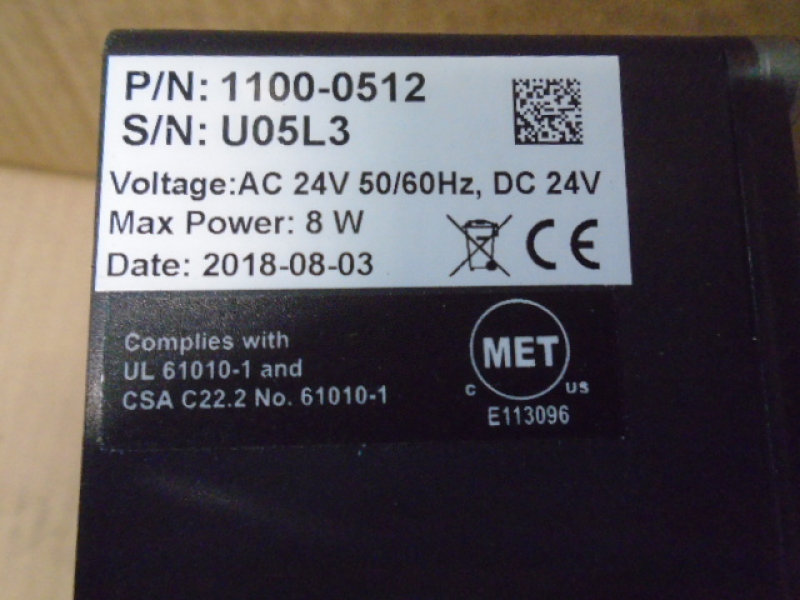 P/N: 1100-0512
S/N: U05L3
Voltage:AC 24V 50/60Hz, DC 24V
Max Power: 8 W
Date: 2018-08-03
CE
Complies with
UL 61010-1 and
CSA C22.2 No. 61010-1
MET
C US
E113096